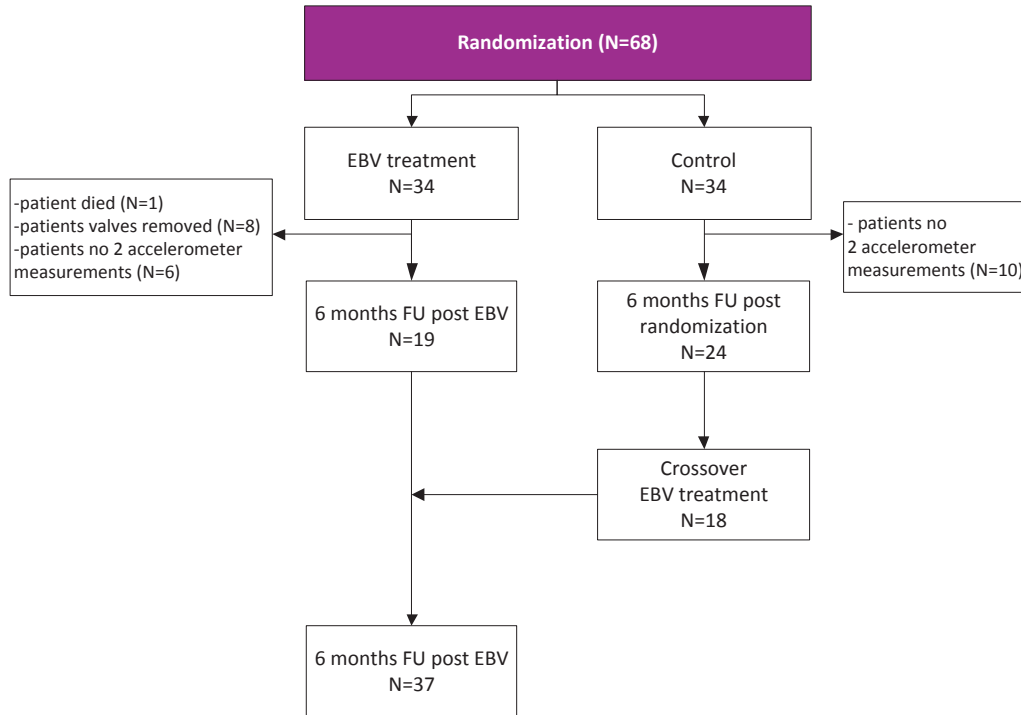 Randomization (N=68)
EBV treatment
N=34
Control
N=34
-patient died (N=1)
-patients valves removed (N=8)
-patients no 2 accelerometer
measurements (N=6)
- patients no
2 accelerometer
measurements (N=10)
6 months FU post EBV
N=19
6 months FU post
randomization
N=24
Crossover
EBV treatment
N=18
6 months FU post EBV
N=37